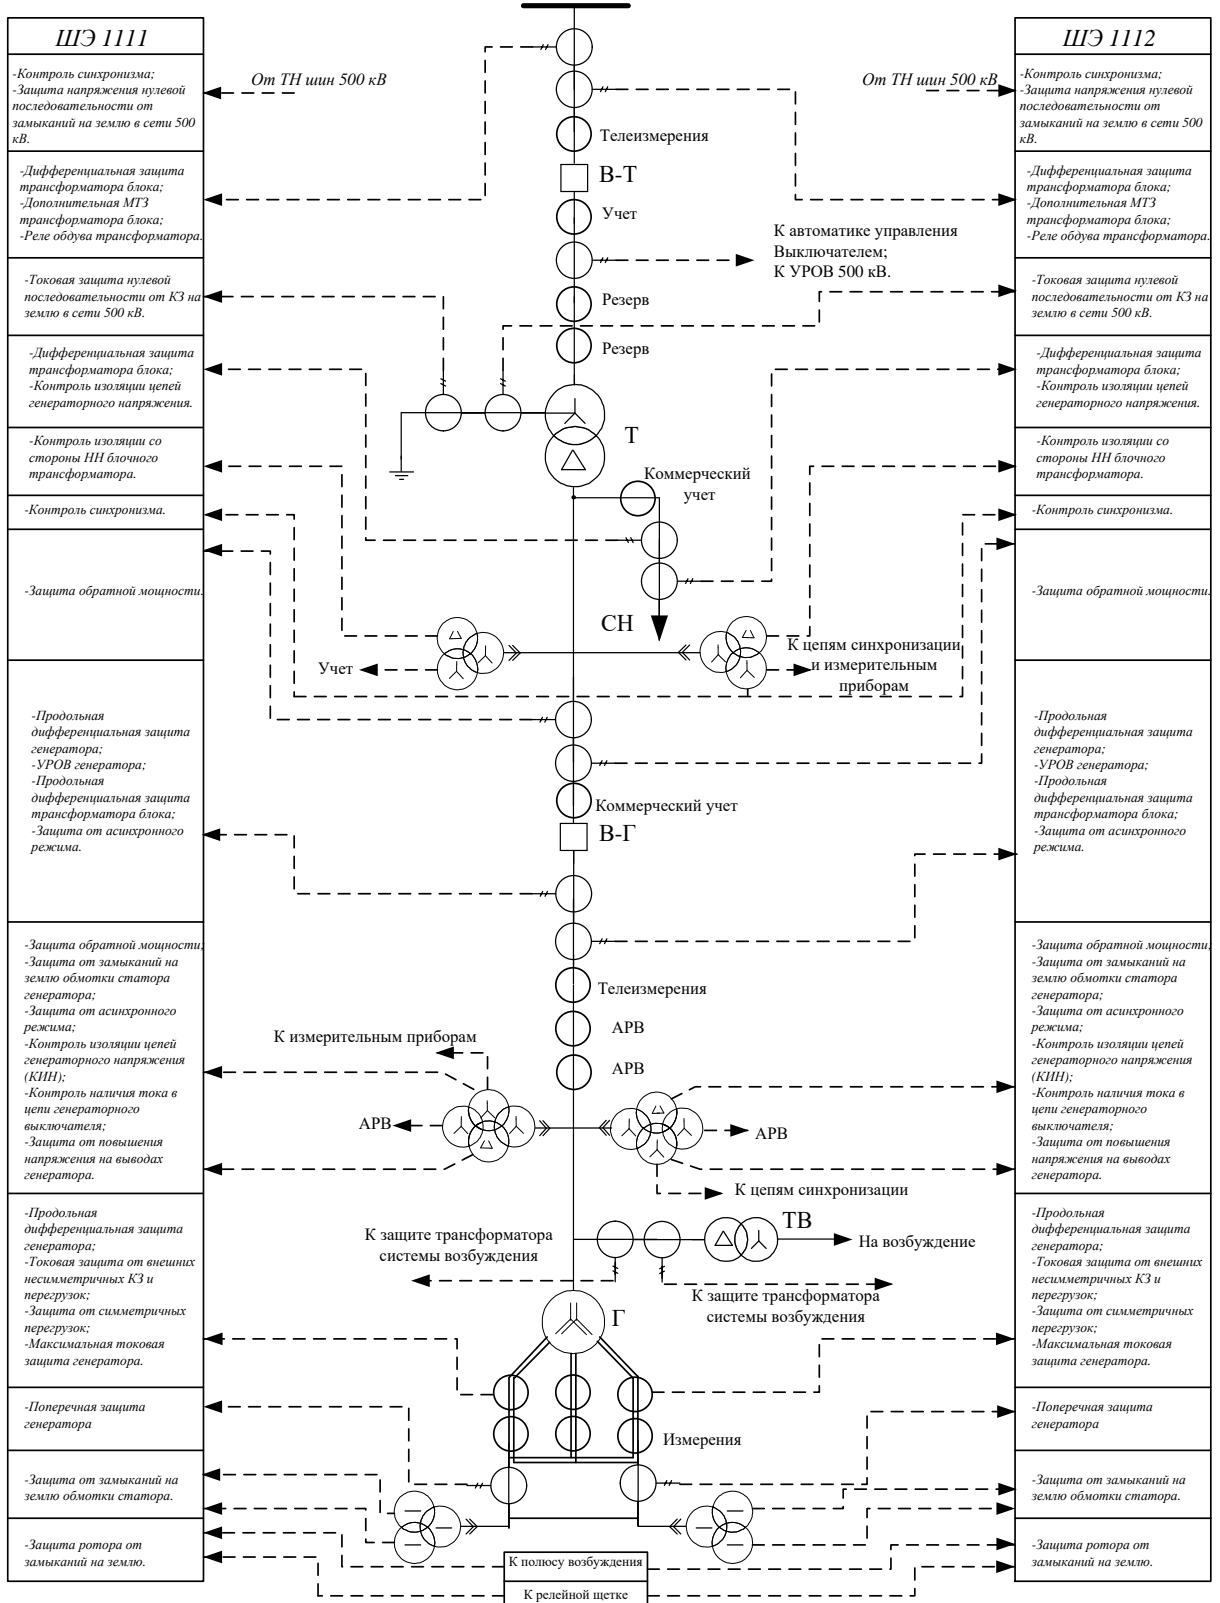 ШЭ 1111
-Контроль синхронизма;
-Защита напряжения нулевой
последовательности от
замыканий на землю в сети 500
кВ.
-Дифференциальная защита
трансформатора блока;
-Дополнительная МТЗ
трансформатора блока;
-Реле обдува трансформатора.
-Токовая защита нулевой
последовательности от КЗ на
землю в сети 500 кВ.
-Дифференциальная защита
трансформатора блока;
-Контроль изоляции цепей
генераторного напряжения.
-Контроль изоляции со
стороны НН блочного
трансформатора.
-Контроль синхронизма.
-Защита обратной мощности.
-Продольная
дифференциальная защита
генератора;
-УРОВ генератора;
-Продольная
дифференциальная защита
трансформатора блока;
-Защита от асинхронного
режима.
-Защита обратной мощности;
-Защита от замыканий на
землю обмотки статора
генератора;
-Защита от асинхронного
режима;
-Контроль изоляции цепей
генераторного напряжения
(КИН);
-Контроль наличия тока в
цепи генераторного
выключателя;
-Защита от повышения
напряжения на выводах
генератора.
-Продольная
дифференциальная защита
генератора;
-Токовая защита от внешних
несимметричных КЗ и
перегрузок;
-Защита от симметричных
перегрузок;
-Максимальная токовая
защита генератора.
-Поперечная защита
генератора
-Защита от замыканий на
землю обмотки статора.
-Защита ротора от
замыканий на землю.
От ТН шин 500 кВ
От ТН шин 500 кВ
Телеизмерения
В-Т
Учет
К автоматике управления
Выключателем;
К УРОВ 500 кВ.
Резерв
Резерв
Т
Коммерческий
учет
СН
Учет
К цепям синхронизации
и измерительным
приборам
Коммерческий учет
В-Г
Телеизмерения
АРВ
АРВ
К измерительным приборам
АРВ
АРВ
К цепям синхронизации
К защите трансформатора
системы возбуждения
ТВ
На возбуждение
К защите трансформатора
системы возбуждения
Г
Измерения
К полюсу возбуждения
К релейной щетке
ШЭ 1112
-Контроль синхронизма;
-Защита напряжения нулевой
последовательности от
замыканий на землю в сети 500
кВ.
-Дифференциальная защита
трансформатора блока;
-Дополнительная МТЗ
трансформатора блока;
-Реле обдува трансформатора.
-Токовая защита нулевой
последовательности от КЗ на
землю в сети 500 кВ.
-Дифференциальная защита
трансформатора блока;
-Контроль изоляции цепей
генераторного напряжения.
-Контроль изоляции со
стороны НН блочного
трансформатора.
-Контроль синхронизма.
-Защита обратной мощности.
-Продольная
дифференциальная защита
генератора;
-УРОВ генератора;
-Продольная
дифференциальная защита
трансформатора блока;
-Защита от асинхронного
режима.
-Защита обратной мощности;
-Защита от замыканий на
землю обмотки статора
генератора;
-Защита от асинхронного
режима;
-Контроль изоляции цепей
генераторного напряжения
(КИН);
-Контроль наличия тока в
цепи генераторного
выключателя;
-Защита от повышения
напряжения на выводах
генератора.
-Продольная
дифференциальная защита
генератора;
-Токовая защита от внешних
несимметричных КЗ и
перегрузок;
-Защита от симметричных
перегрузок;
-Максимальная токовая
защита генератора.
-Поперечная защита
генератора
-Защита от замыканий на
землю обмотки статора.
-Защита ротора от
замыканий на землю.